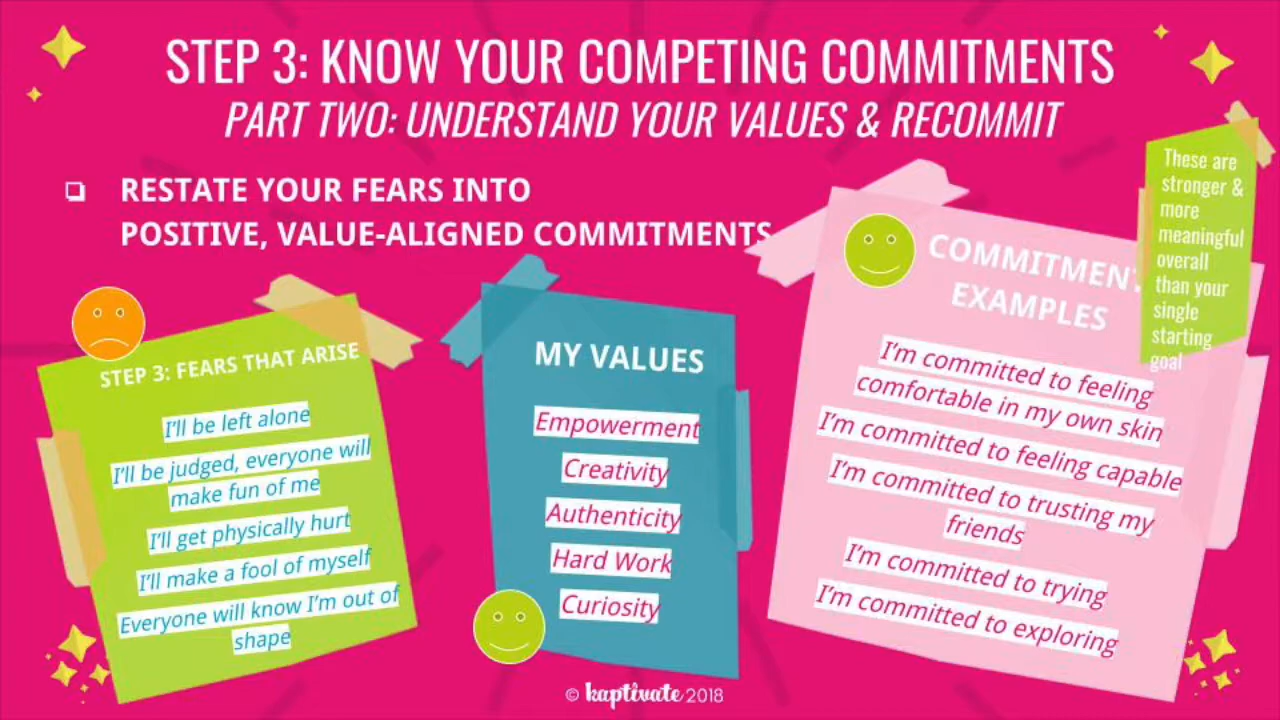 STEP 3: KNOW YOUR COMPETING COMMITMENTS
PART TWO: UNDERSTAND YOUR VALUES & RECOMMIT
RESTATE YOUR FEARS INTO
POSITIVE, VALUE-ALIGNED COMMITMENTS
STEP 3: FEARS THAT ARISE
I'll be left alone
I'll be judged, everyone will
make fun of me
I'll get physically hurt
I'll make a fool of myself
Everyone will know I'm out of
shape
MY VALUES
Empowerment
Creativity
Authenticity
Hard Work
Curiosity
COMMITMENT
EXAMPLES
I'm committed to feeling
comfortable in my own skin
I'm committed to feeling capable
I'm committed to trusting my
friends
I'm committed to trying
I'm committed to exploring
These are
stronger &
more
meaningful
overall
than your
single
starting
goal
© kaptivate 2018